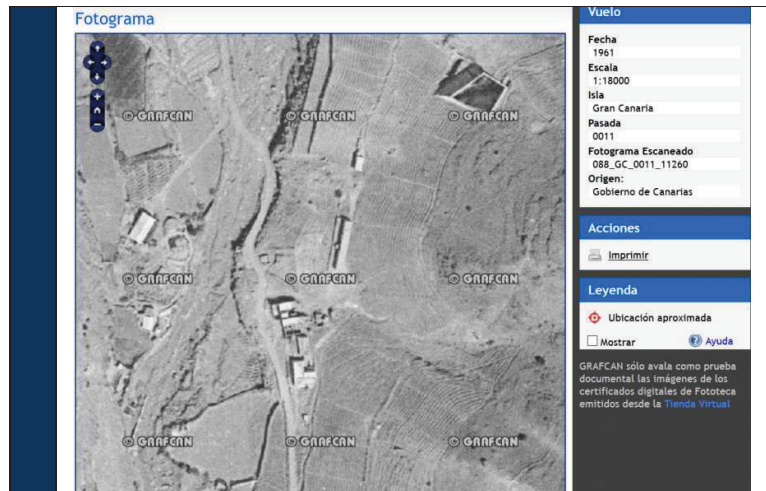 Fotograma
© GRAFCAN © GRAFCAN © GRAFCAN
© GRAFCAN © GRAFCAN © GRAFCAN
© GRAFCAN © GRAFCAN © GRAFCAN
Vuelo
Fecha
1961
Escala
1:18000
Isla
Gran Canaria
Pasada
0011
Fotograma Escaneado
088_GC_0011_11260
Origen:
Gobierno de Canarias
Acciones
Imprimir
Leyenda
Ubicación aproximada
Mostrar
Ayuda
GRAFCAN sólo avala como prueba
documental las imágenes de los
certificados digitales de Fototeca
emitidos desde la Tienda Virtual